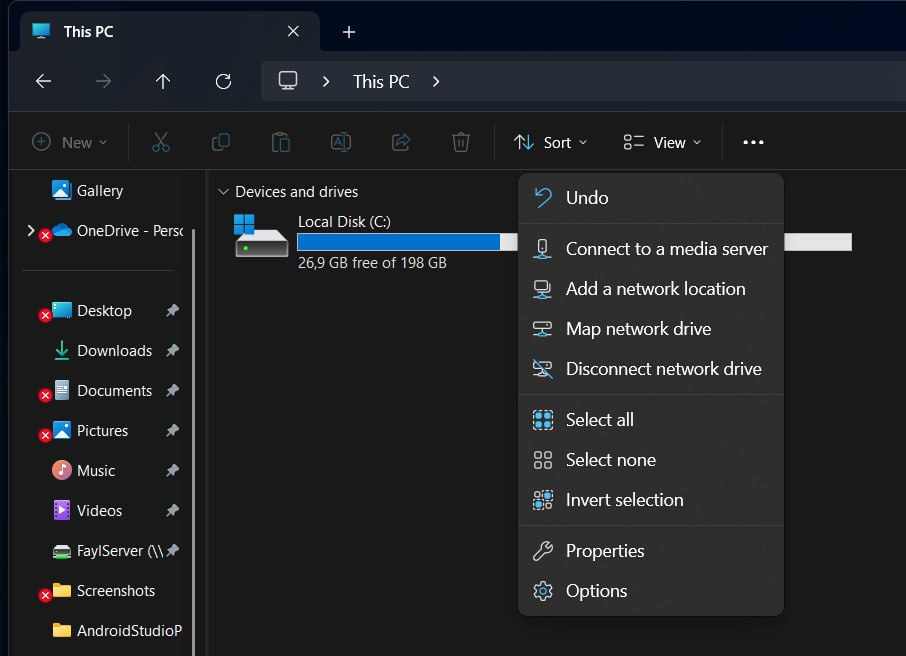 This PC
This PC
New
Sort
View
Gallery
OneDrive - Perso
Desktop
Downloads
Documents
Pictures
Music
Videos
FaylServer (\\
Screenshots
AndroidStudioP
Devices and drives
Local Disk (C:)
26,9 GB free of 198 GB
Undo
Connect to a media server
Add a network location
Map network drive
Disconnect network drive
Select all
Select none
Invert selection
Properties
Options